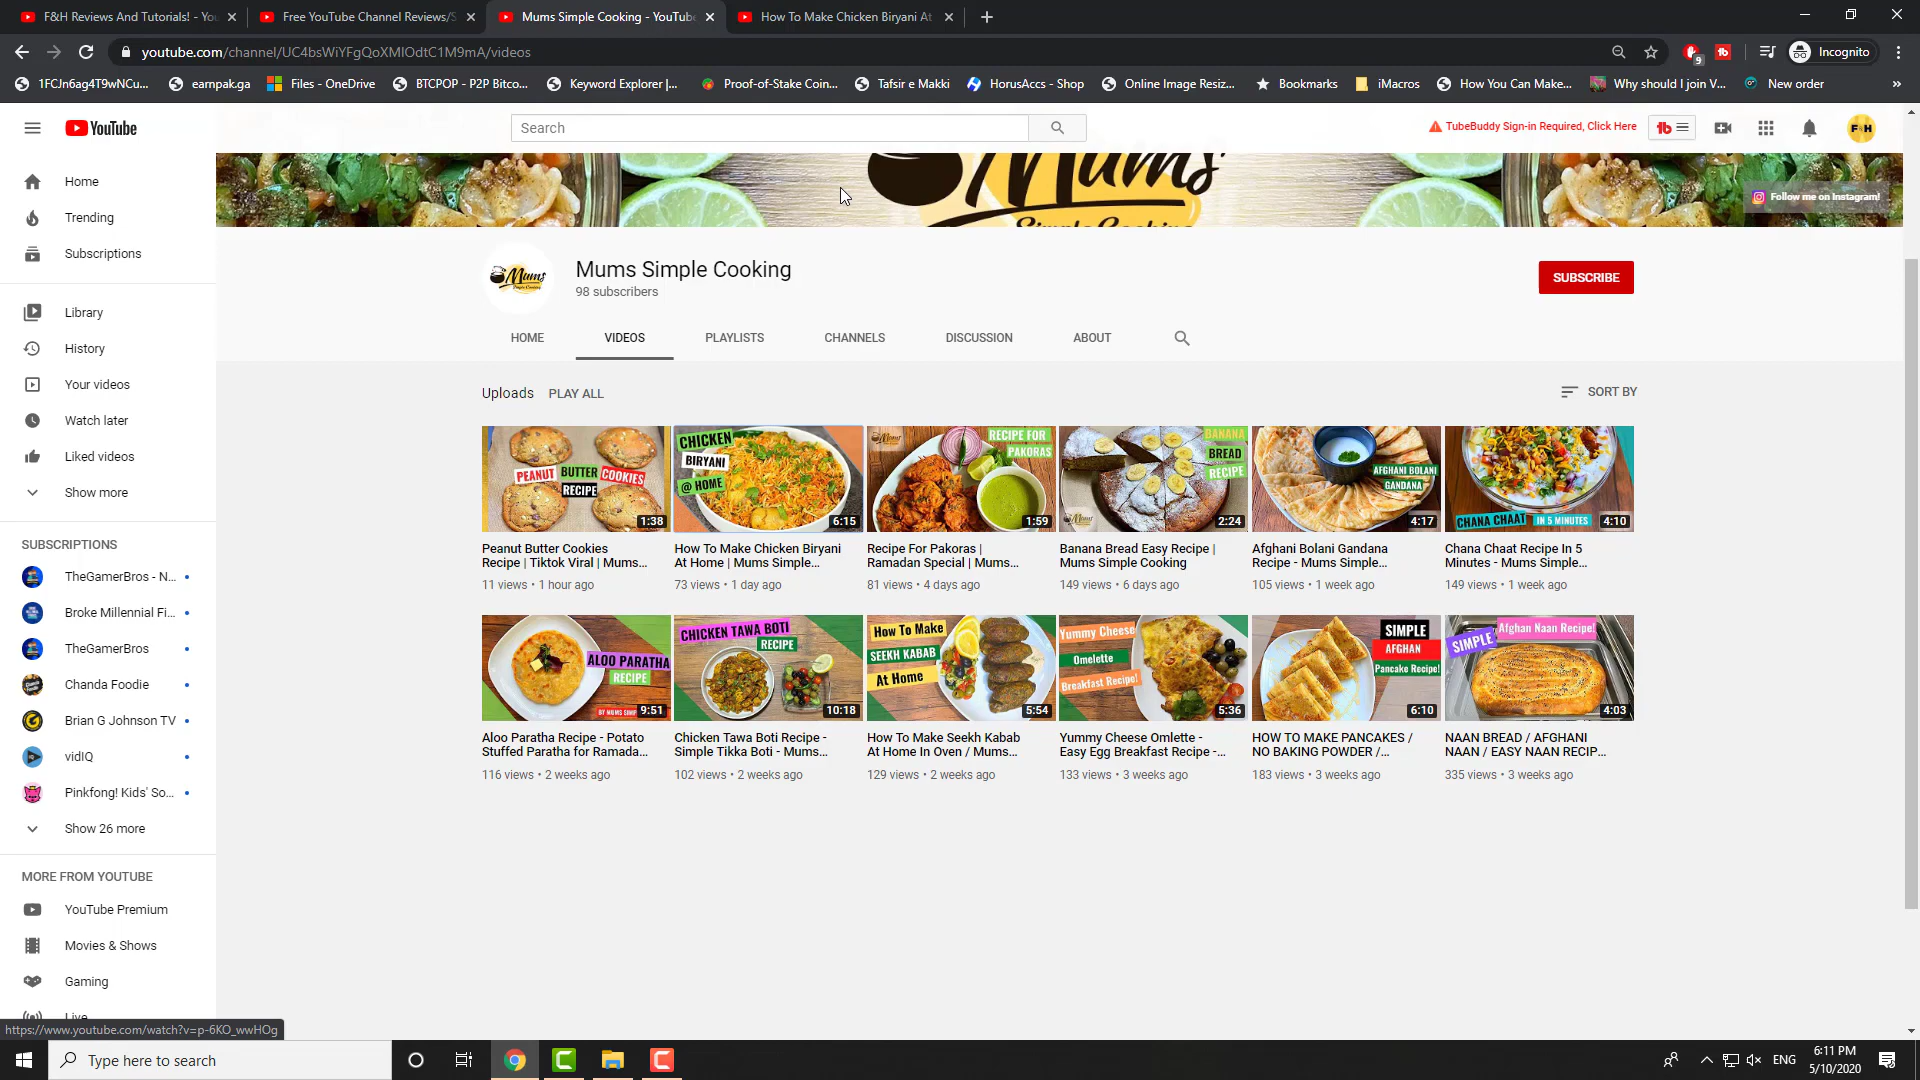 F&H Reviews And Tutorials! - You
Free YouTube Channel Reviews/S
Mums Simple Cooking - YouTube
How To Make Chicken Biryani At
youtube.com/channel/UC4bsWiYFgQoXMlOdtC1M9mA/videos
9
Incognito
1FCJn6ag4T9wNCu...
earnpak.ga
Files - OneDrive
BTCPOP - P2P Bitco...
Keyword Explorer |...
Proof-of-Stake Coin...
Tafsir e Makki
HorusAccs - Shop
Online Image Resiz...
Bookmarks
iMacros
How You Can Make...
Why should I join V...
New order
YouTube
Search
TubeBuddy Sign-in Required, Click Here
F&H
Home
Trending
Subscriptions
Library
History
Your videos
Watch later
Liked videos
Show more
SUBSCRIPTIONS
TheGamerBros - N...
Broke Millennial Fi...
TheGamerBros
Chanda Foodie
Brian G Johnson TV
vidIQ
Pinkfong! Kids' So...
Show 26 more
MORE FROM YOUTUBE
YouTube Premium
Movies & Shows
Gaming
Live
https://www.youtube.com/watch?v=p-6KO_wwHOg
Mums
Simple Cooking
Follow me on Instagram!
Mums
Simple Cooking
Mums Simple Cooking
98 subscribers
SUBSCRIBE
HOME
VIDEOS
PLAYLISTS
CHANNELS
DISCUSSION
ABOUT
Uploads
PLAY ALL
SORT BY
PEANUT BUTTER COOKIES
RECIPE
1:38
CHICKEN
BIRYANI
@ HOME
6:15
Mums
RECIPE FOR
PAKORAS
1:59
BANANA
BREAD
RECIPE
Mums
2:24
AFGHANI BOLANI
GANDANA
4:17
CHANA CHAAT IN 5 MINUTES
4:10
Peanut Butter Cookies
Recipe | Tiktok Viral | Mums...
11 views • 1 hour ago
How To Make Chicken Biryani
At Home | Mums Simple...
73 views • 1 day ago
Recipe For Pakoras |
Ramadan Special | Mums...
81 views • 4 days ago
Banana Bread Easy Recipe |
Mums Simple Cooking
149 views • 6 days ago
Afghani Bolani Gandana
Recipe - Mums Simple...
105 views • 1 week ago
Chana Chaat Recipe In 5
Minutes - Mums Simple...
149 views • 1 week ago
ALOO PARATHA
RECIPE
BY MUMS SIMP
9:51
CHICKEN TAWA BOTI
RECIPE
10:18
How To Make
SEEKH KABAB
At Home
5:54
Yummy Cheese
Omelette
Breakfast Recipe!
5:36
SIMPLE
AFGHAN
Pancake Recipe!
6:10
SIMPLE
Afghan Naan Recipe!
4:03
Aloo Paratha Recipe - Potato
Stuffed Paratha for Ramada...
116 views • 2 weeks ago
Chicken Tawa Boti Recipe -
Simple Tikka Boti - Mums...
102 views • 2 weeks ago
How To Make Seekh Kabab
At Home In Oven / Mums...
129 views • 2 weeks ago
Yummy Cheese Omlette -
Easy Egg Breakfast Recipe -...
133 views • 3 weeks ago
HOW TO MAKE PANCAKES /
NO BAKING POWDER /...
183 views • 3 weeks ago
NAAN BREAD / AFGHANI
NAAN / EASY NAAN RECIP...
335 views • 3 weeks ago
Type here to search
ENG
6:11 PM
5/10/2020